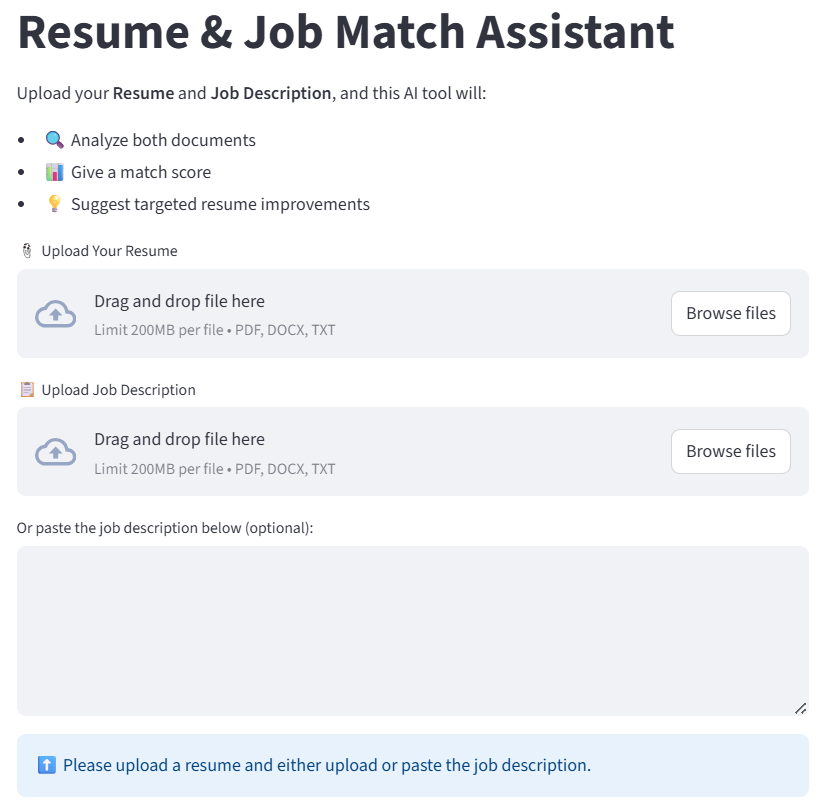 Resume & Job Match Assistant
Upload your Resume and Job Description, and this AI tool will:
• 🔍 Analyze both documents
• 📊 Give a match score
• 💡 Suggest targeted resume improvements
Upload Your Resume
Drag and drop file here
Limit 200MB per file • PDF, DOCX, TXT
Browse files
📋 Upload Job Description
Drag and drop file here
Limit 200MB per file • PDF, DOCX, TXT
Browse files
Or paste the job description below (optional):
⬆️ Please upload a resume and either upload or paste the job description.